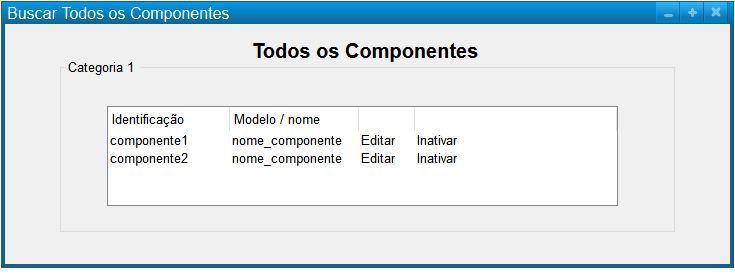 Buscar Todos os Componentes
Todos os Componentes
Categoria 1
Identificação Modelo / nome
componente1 nome_componente Editar Inativar
componente2 nome_componente Editar Inativar